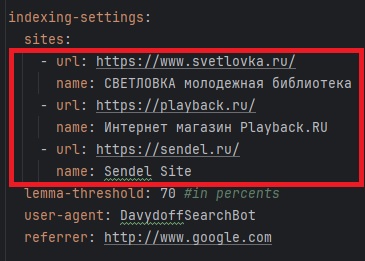 indexing-settings:
sites:
- url: https://www.svetlovka.ru/
name: СВЕТЛОВКА молодежная библиотека
- url: https://playback.ru/
name: Интернет магазин Playback.RU
- url: https://sendel.ru/
name: Sendel Site
lemma-threshold: 70 #in percents
user-agent: DavydoffSearchBot
referrer: http://www.google.com